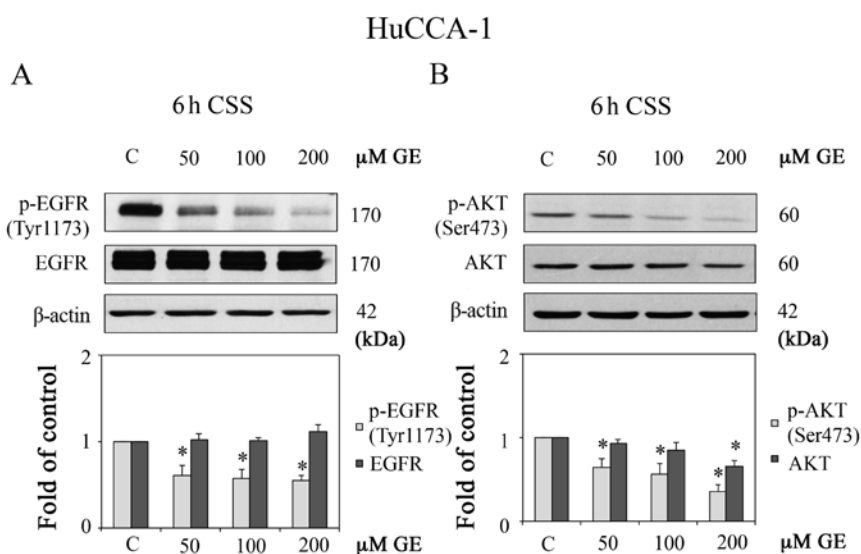 HuCCA-1
A
6h CSS
C 50 100 200 μM GE
p-EGFR
(Tyr1173)
170
EGFR
170
β-actin
42
(kDa)
Fold of control
2
1
0
* * *
p-EGFR
(Tyr1173)
EGFR
C 50 100 200 μM GE
B
6h CSS
C 50 100 200 μM GE
p-AKT
(Ser473)
60
AKT
60
β-actin
42
(kDa)
Fold of control
2
1
0
* * * *
p-AKT
(Ser473)
AKT
C 50 100 200 μM GE